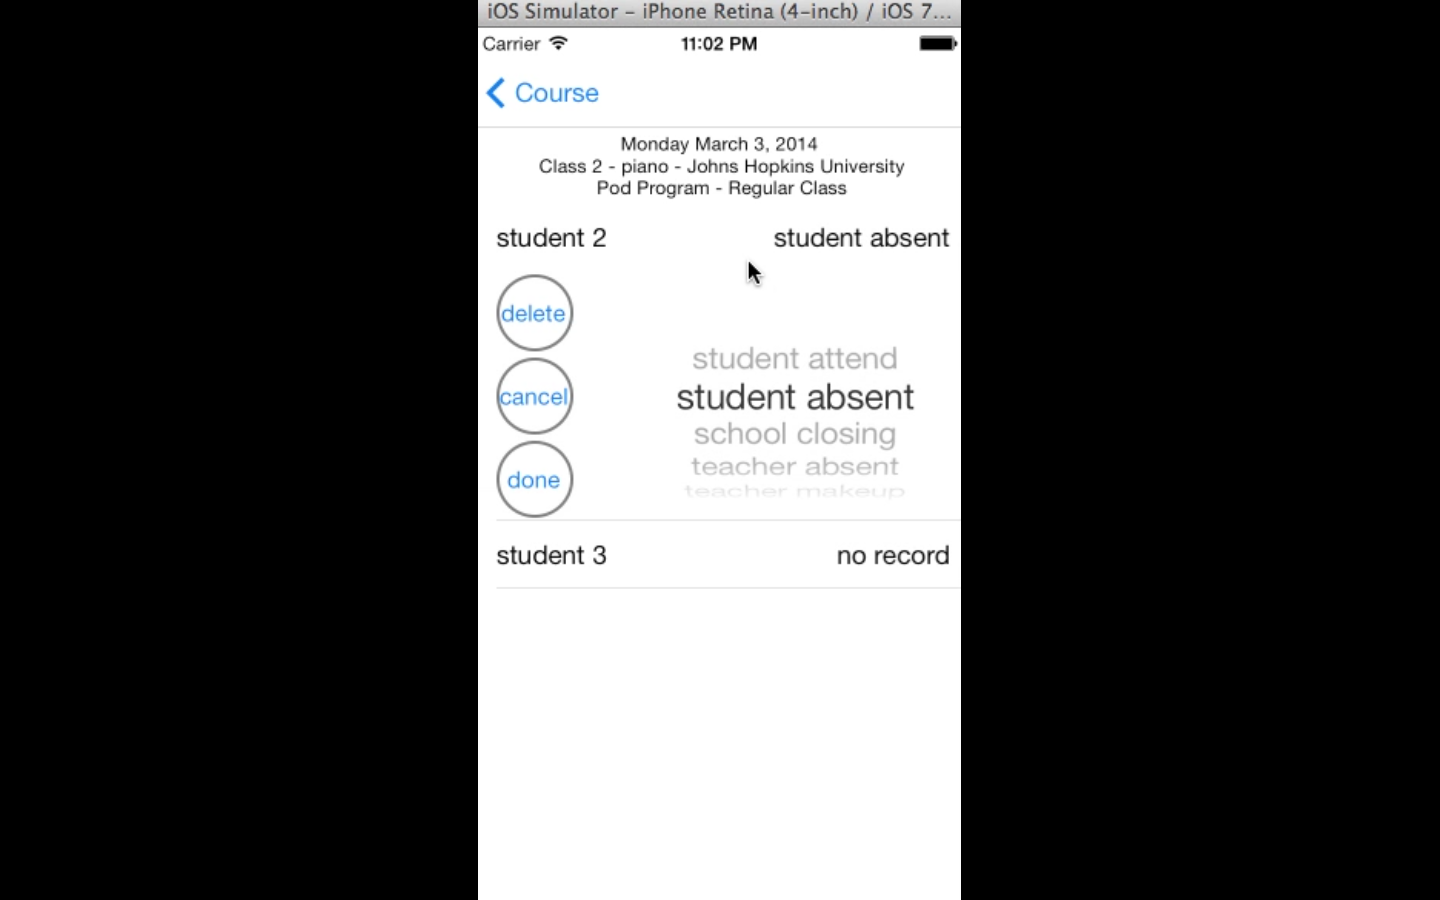 iOS Simulator – iPhone Retina (4-inch) / iOS 7...
Carrier 11:02 PM
Course
Monday March 3, 2014
Class 2 - piano - Johns Hopkins University
Pod Program - Regular Class
student 2 student absent
delete
student attend
cancel student absent
school closing
teacher absent
done teacher makeup
student 3 no record